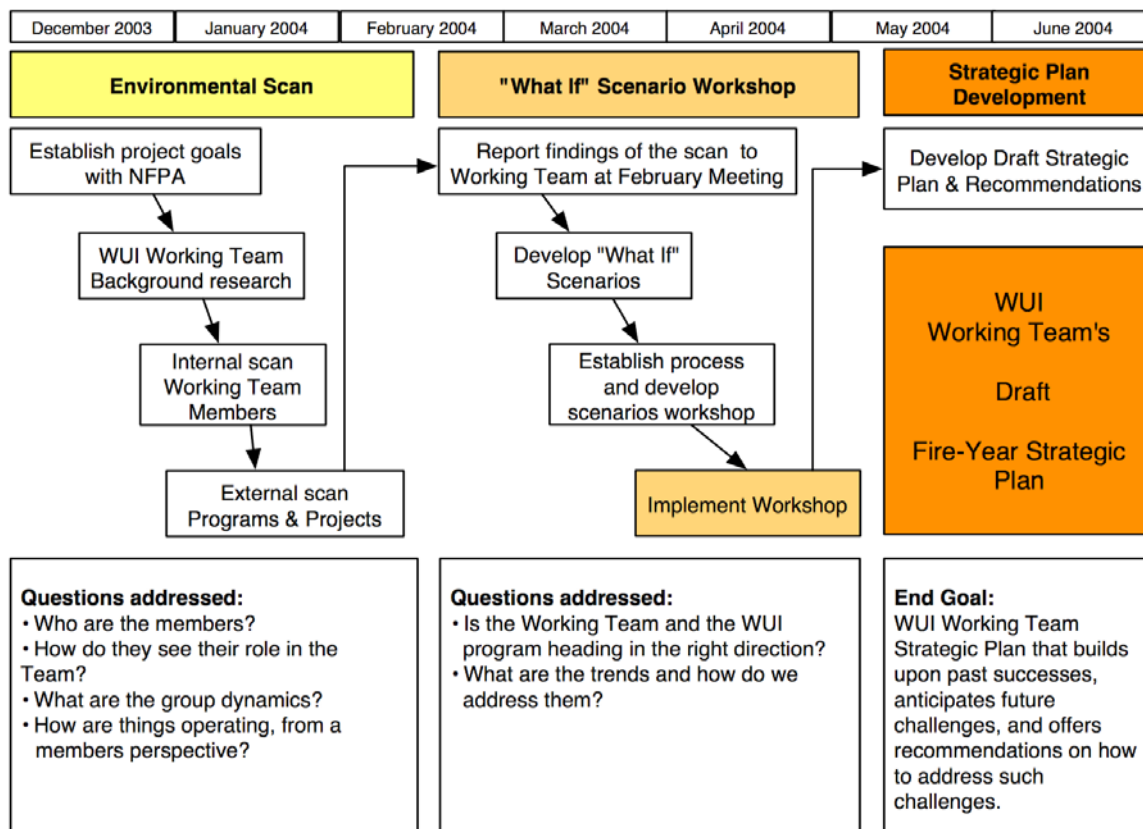 December 2003
January 2004
February 2004
March 2004
April 2004
May 2004
June 2004
Environmental Scan
"What If" Scenario Workshop
Strategic Plan
Development
Establish project goals
with NFPA
WUI Working Team
Background research
Internal scan
Working Team
Members
External scan
Programs & Projects
Report findings of the scan to
Working Team at February Meeting
Develop "What If"
Scenarios
Establish process
and develop
scenarios workshop
Implement Workshop
Develop Draft Strategic
Plan & Recommendations
WUI
Working Team's
Draft
Fire-Year Strategic
Plan
Questions addressed:
• Who are the members?
• How do they see their role in the
Team?
• What are the group dynamics?
• How are things operating, from a
members perspective?
Questions addressed:
• Is the Working Team and the WUI
program heading in the right direction?
• What are the trends and how do we
address them?
End Goal:
WUI Working Team
Strategic Plan that builds
upon past successes,
anticipates future
challenges, and offers
recommendations on how
to address such
challenges.